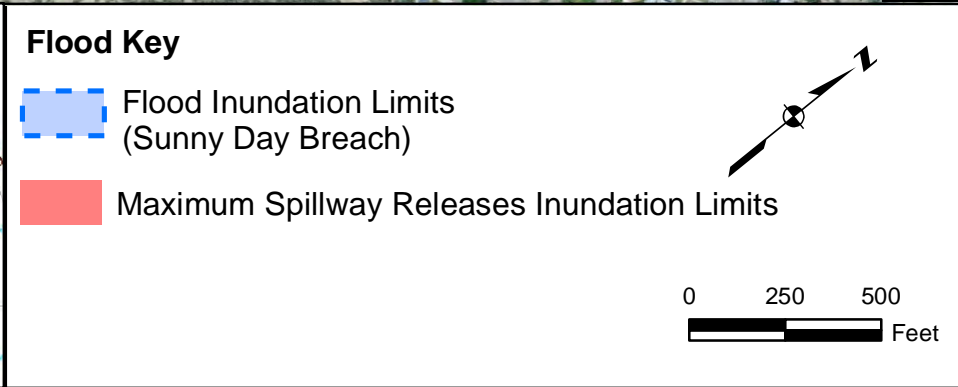 Flood Key
N
Flood Inundation Limits
(Sunny Day Breach)
Maximum Spillway Releases Inundation Limits
0 250 500
Feet